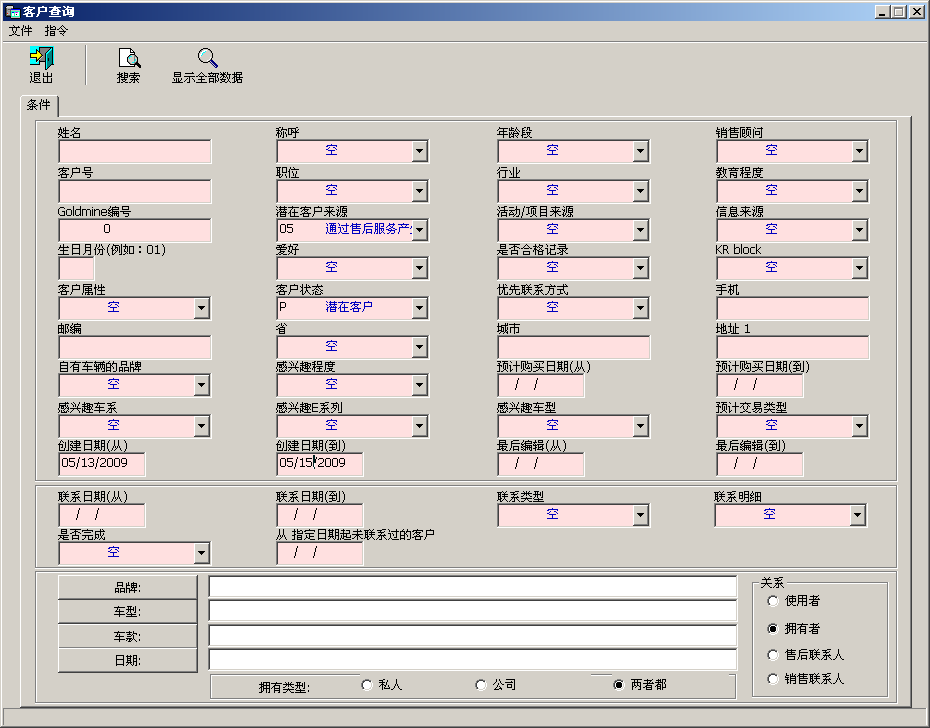 客户查询
文件 指令
退出 搜索 显示全部数据
条件
姓名 称呼 年龄段 销售顾问
空 空 空
客户号 职位 行业 教育程度
空 空 空
Goldmine编号 潜在客户来源 活动/项目来源 信息来源
0 05 通过售后服务产 空 空
生日月份(例如：01) 爱好 是否合格记录 KR block
空 空 空
客户属性 客户状态 优先联系方式 手机
空 P 潜在客户 空
邮编 省 城市 地址 1
空
自有车辆的品牌 感兴趣程度 预计购买日期(从) 预计购买日期(到)
空 空 / / / /
感兴趣车系 感兴趣E系列 感兴趣车型 预计交易类型
空 空 空 空
创建日期(从) 创建日期(到) 最后编辑(从) 最后编辑(到)
05/13/2009 05/15/2009 / / / /
联系日期(从) 联系日期(到) 联系类型 联系明细
/ / / / 空 空
是否完成 从 指定日期起未联系过的客户
空 / /
品牌:
车型:
车款:
日期:
拥有类型: 私人 公司 两者都
关系
使用者
拥有者
售后联系人
销售联系人